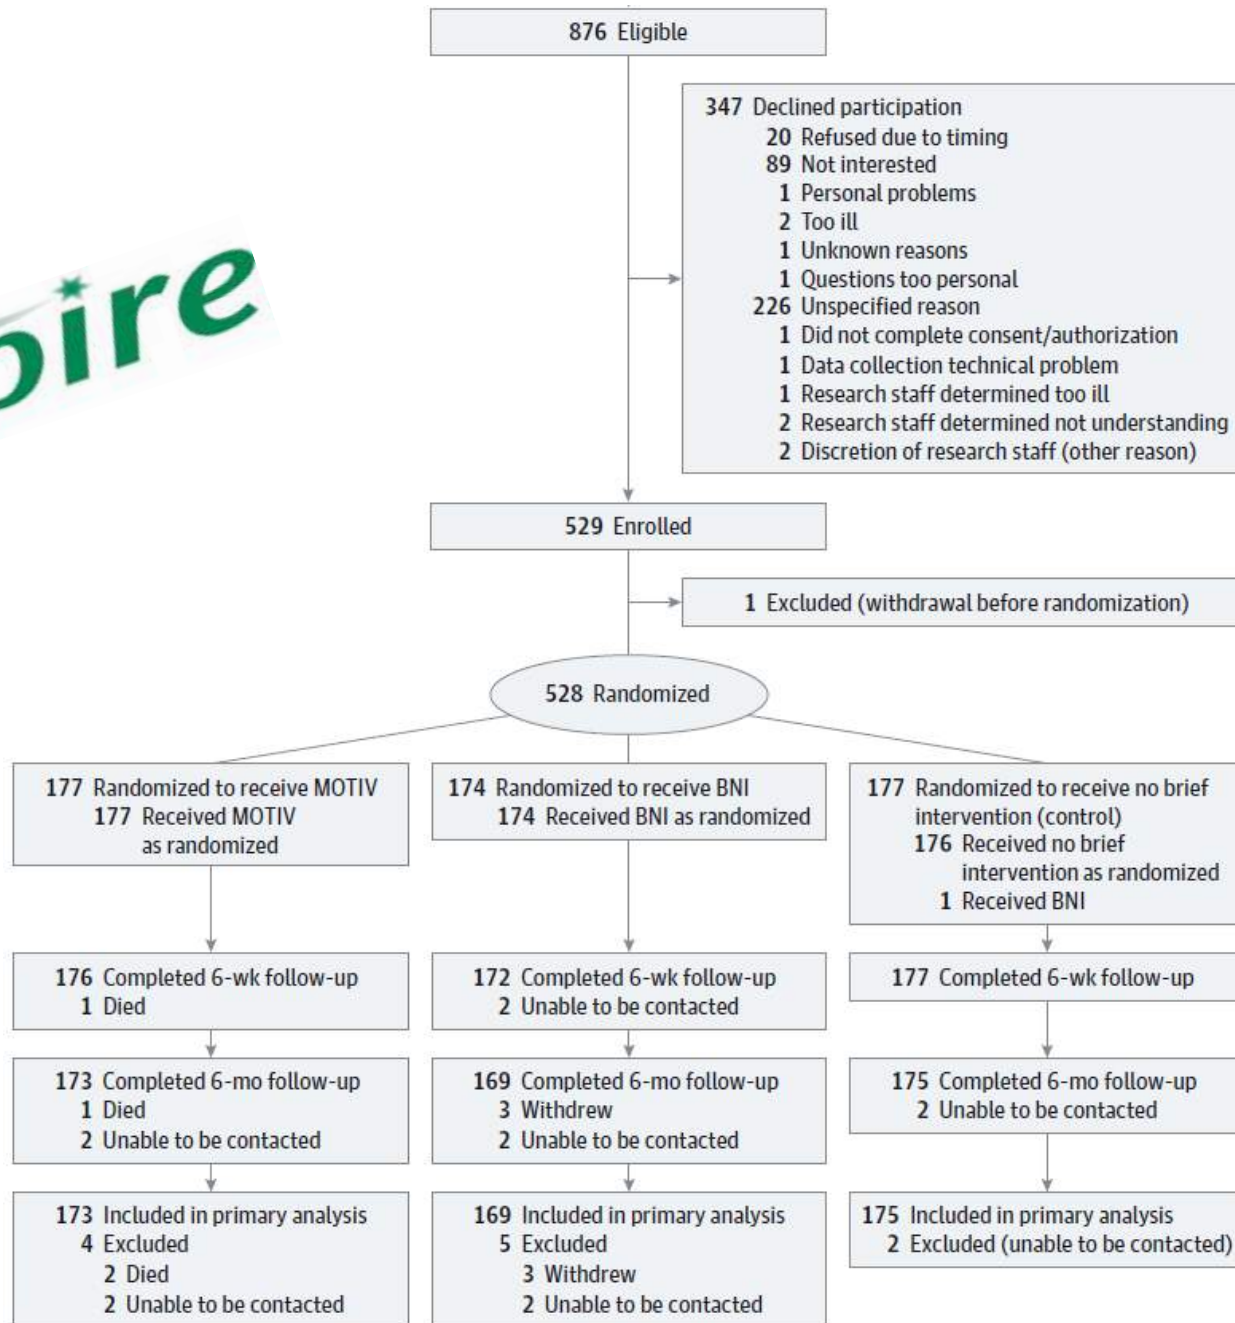 876 Eligible
347 Declined participation
20 Refused due to timing
89 Not interested
1 Personal problems
2 Too ill
1 Unknown reasons
1 Questions too personal
226 Unspecified reason
1 Did not complete consent/authorization
1 Data collection technical problem
1 Research staff determined too ill
2 Research staff determined not understanding
2 Discretion of research staff (other reason)
529 Enrolled
1 Excluded (withdrawal before randomization)
528 Randomized
177 Randomized to receive MOTIV
177 Received MOTIV
as randomized
174 Randomized to receive BNI
174 Received BNI as randomized
177 Randomized to receive no brief
intervention (control)
176 Received no brief
intervention as randomized
1 Received BNI
176 Completed 6-wk follow-up
1 Died
172 Completed 6-wk follow-up
2 Unable to be contacted
177 Completed 6-wk follow-up
173 Completed 6-mo follow-up
1 Died
2 Unable to be contacted
169 Completed 6-mo follow-up
3 Withdrew
2 Unable to be contacted
175 Completed 6-mo follow-up
2 Unable to be contacted
173 Included in primary analysis
4 Excluded
2 Died
2 Unable to be contacted
169 Included in primary analysis
5 Excluded
3 Withdrew
2 Unable to be contacted
175 Included in primary analysis
2 Excluded (unable to be contacted)